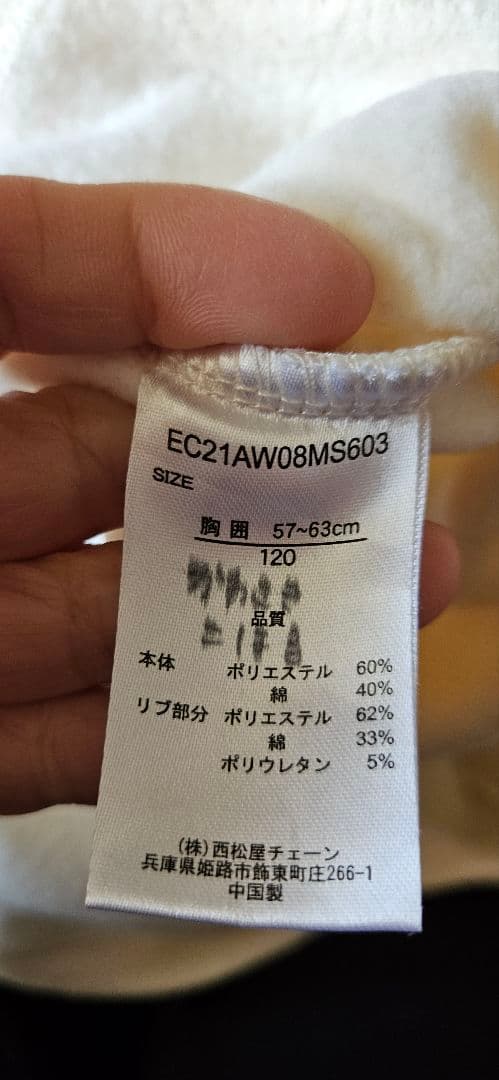 EC21AW08MS603
SIZE
胸囲 57~63cm
120
品質
本体 ポリエステル 60%
綿 40%
リブ部分 ポリエステル 62%
綿 33%
ポリウレタン 5%
(株)西松屋チェーン
兵庫県姫路市飾東町庄266-1
中国製